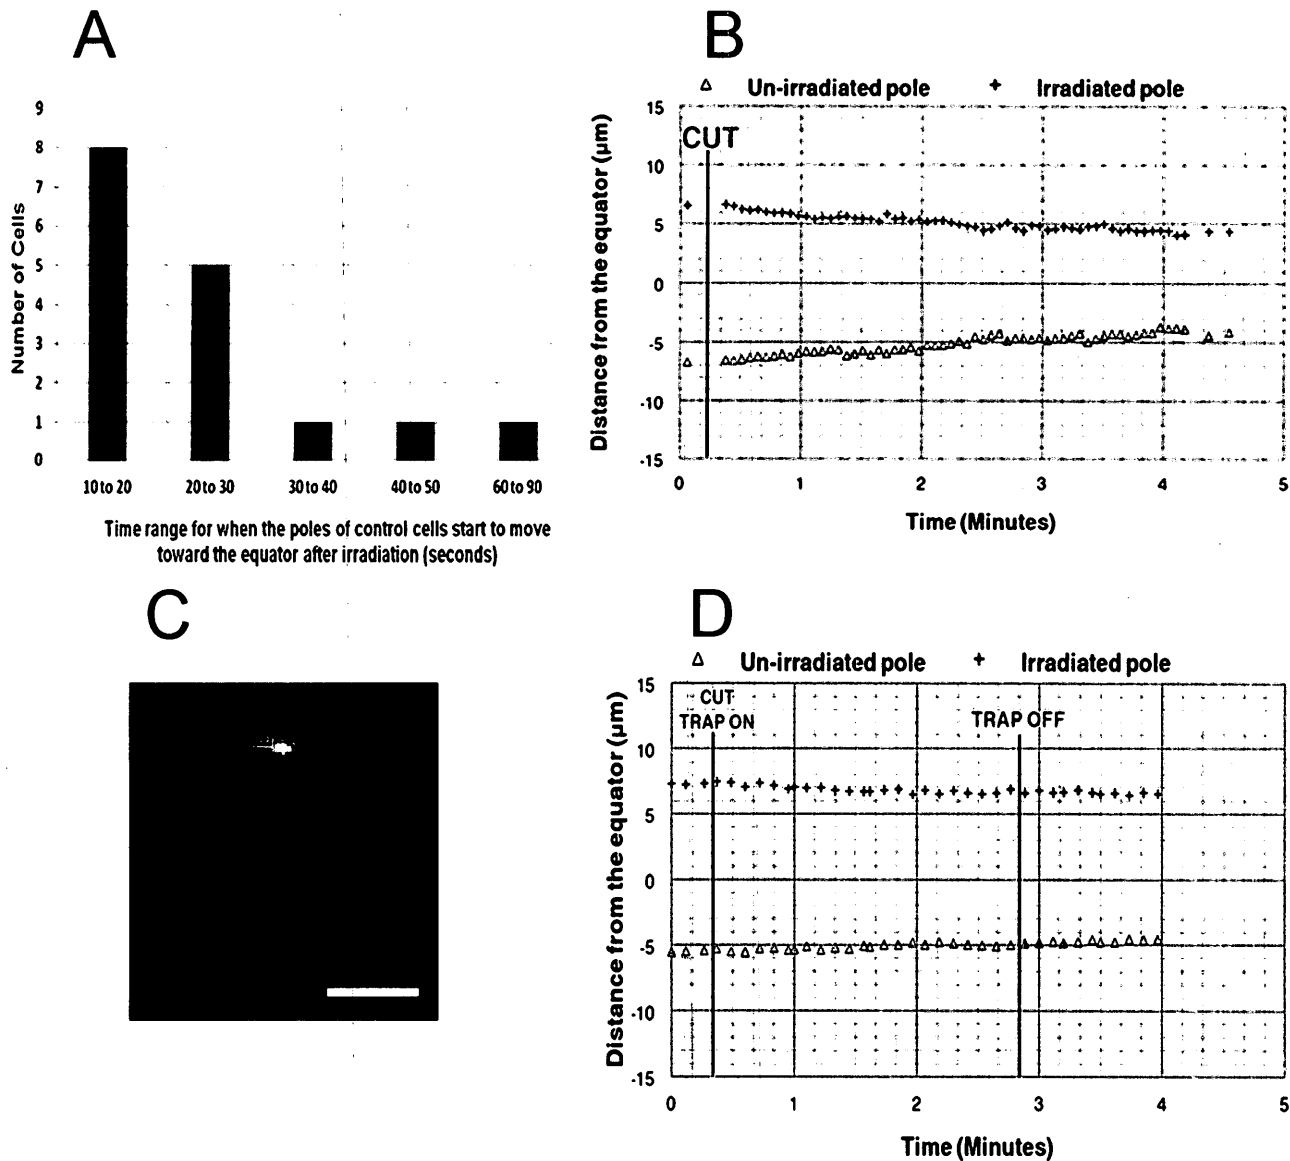 A
B
9
8
7
6
5
4
3
2
1
0
Number of Cells
10 to 20
20 to 30
30 to 40
40 to 50
60 to 90
Time range for when the poles of control cells start to move
toward the equator after irradiation (seconds)
Un-irradiated pole
Irradiated pole
CUT
15
10
5
0
-5
-10
-15
Distance from the equator (μm)
0
1
2
3
4
5
Time (Minutes)
C
D
Un-irradiated pole
Irradiated pole
CUT
TRAP ON
TRAP OFF
15
10
5
0
-5
-10
-15
Distance from the equator (μm)
0
1
2
3
4
5
Time (Minutes)